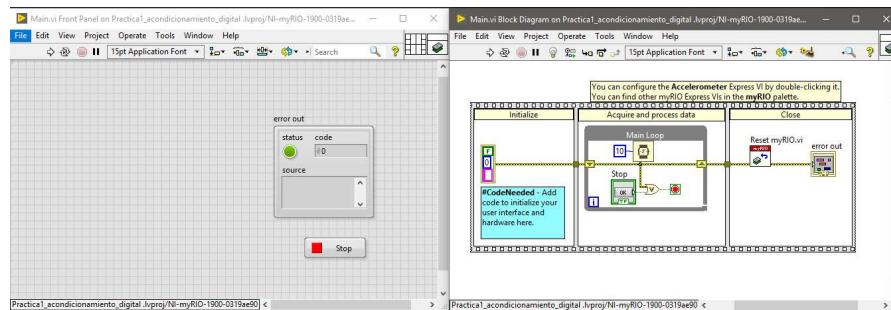 Main.vi Front Panel on Practica1_acondicionamiento_digital .lvproj/NI-myRIO-1900-0319ae...
File Edit View Project Operate Tools Window Help
15pt Application Font
Search
error out
status code
0
source
Stop
Practica1_acondicionamiento_digital .lvproj/NI-myRIO-1900-0319ae90
Main.vi Block Diagram on Practica1_acondicionamiento_digital .lvproj/NI-myRIO-1900-0319ae...
File Edit View Project Operate Tools Window Help
15pt Application Font
You can configure the Accelerometer Express VI by double-clicking it.
You can find other myRIO Express VIs in the myRIO palette.
Initialize
Acquire and process data
Close
F
0
#CodeNeeded - Add
code to initialize your
user interface and
hardware here.
Main Loop
10
Stop
OK
TF
i
Reset myRIO.vi
myRIO
error out
Practica1_acondicionamiento_digital .lvproj/NI-myRIO-1900-0319ae90